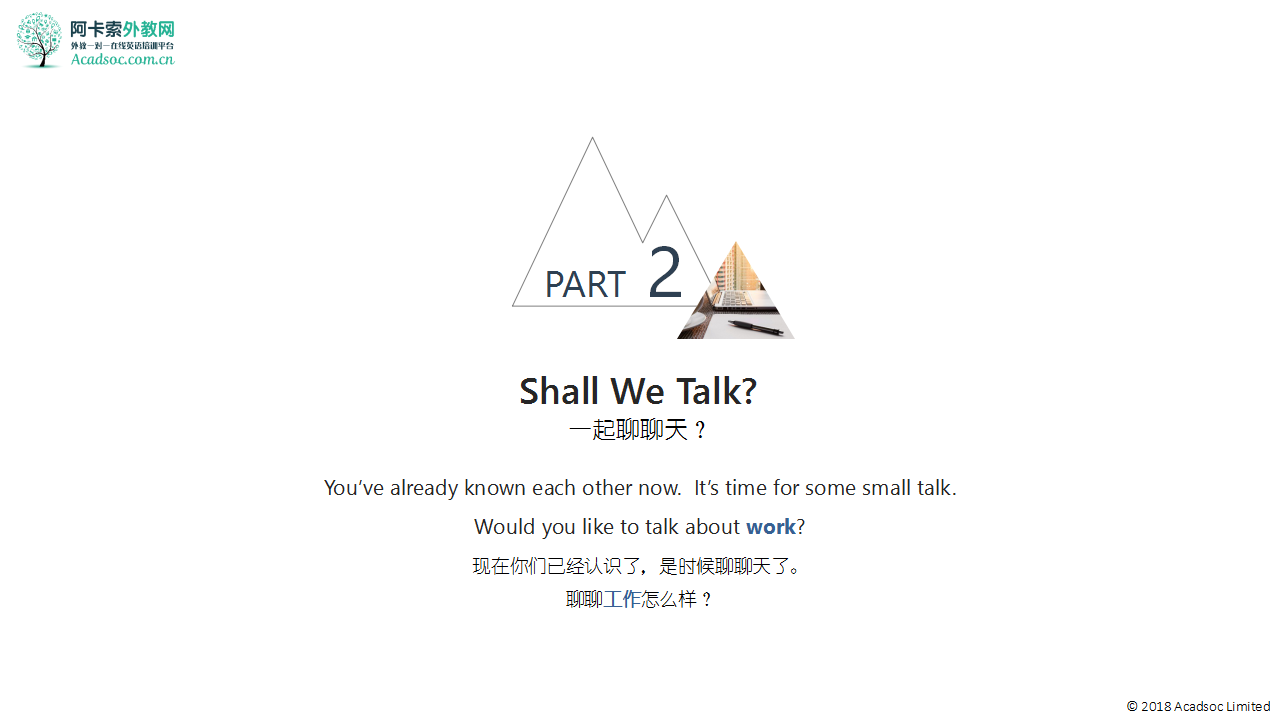 阿卡索外教网
外教一对一在线英语培训平台
Acadsoc.com.cn
PART 2
Shall We Talk?
一起聊聊天？
You’ve already known each other now. It’s time for some small talk.
Would you like to talk about work?
现在你们已经认识了，是时候聊聊天了。
聊聊工作怎么样？
© 2018 Acadsoc Limited